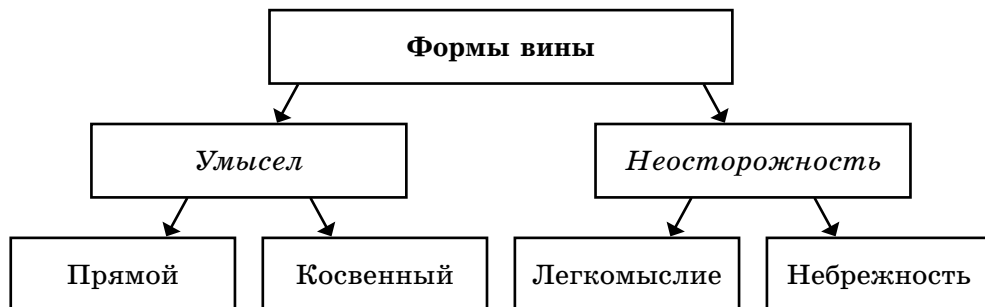 Формы вины
Умысел
Неосторожность
Прямой
Косвенный
Легкомыслие
Небрежность